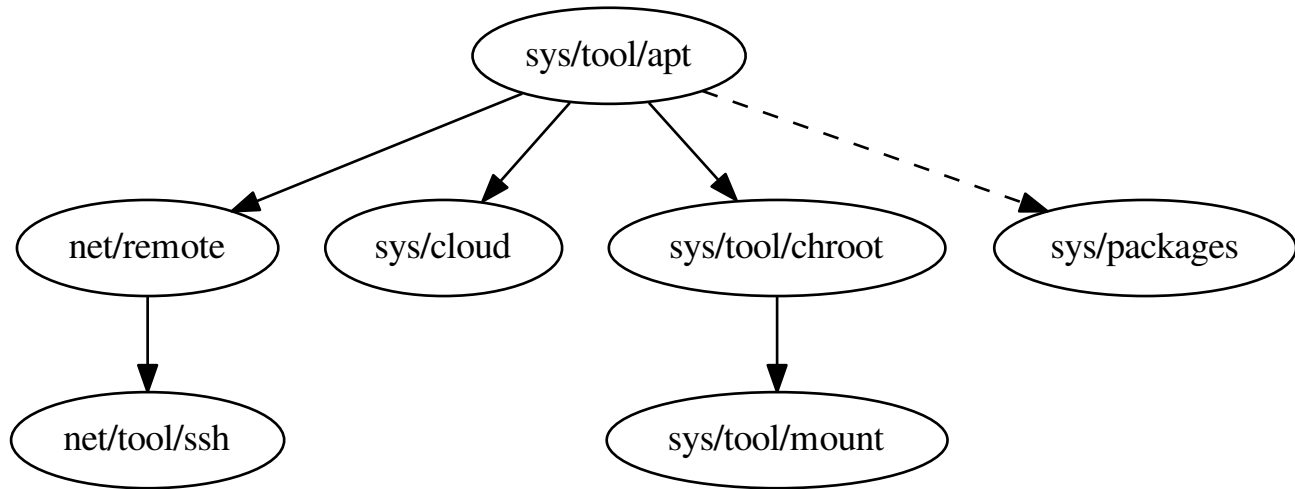 sys/tool/apt
net/remote
sys/cloud
sys/tool/chroot
sys/packages
net/tool/ssh
sys/tool/mount